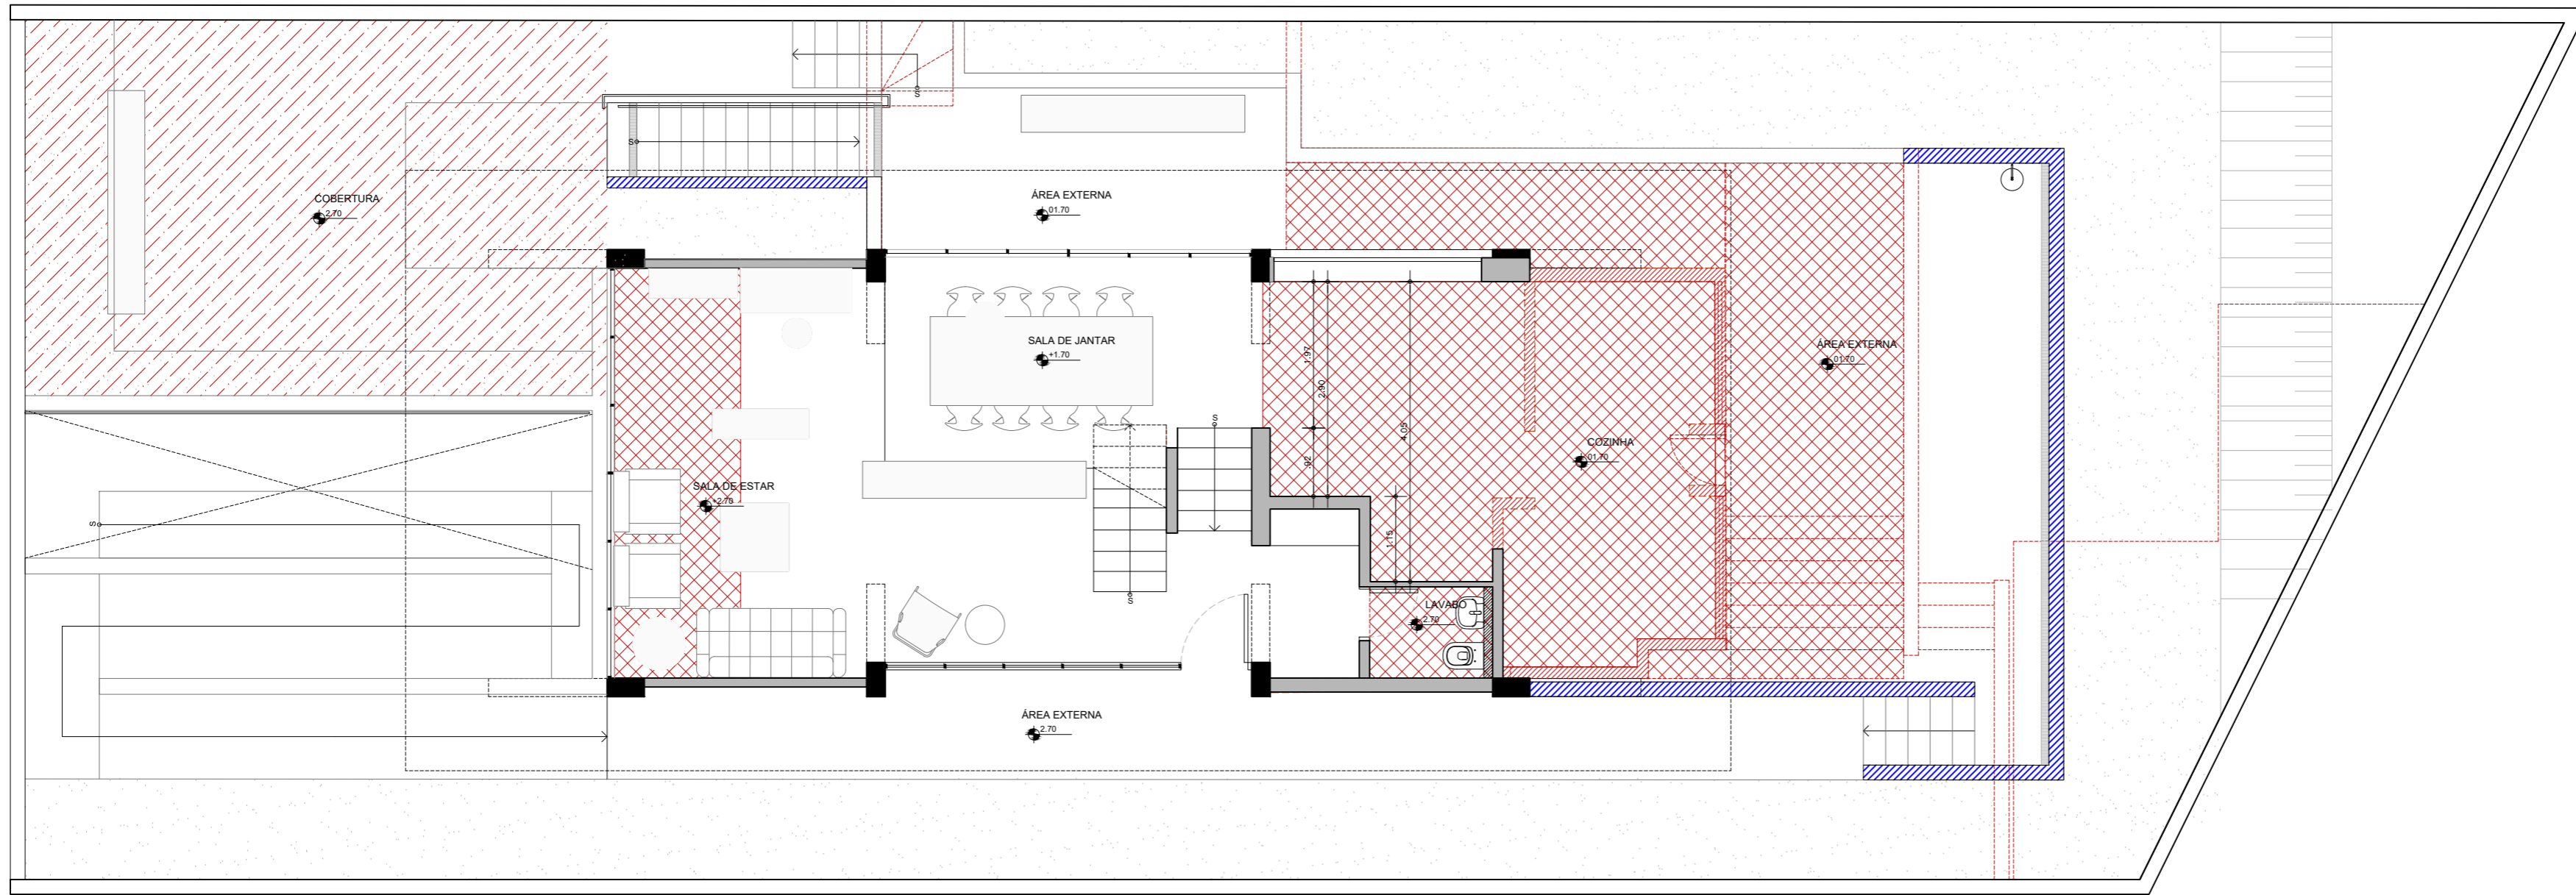 S
S
COBERTURA
2.70
ÁREA EXTERNA
01.70
SALA DE JANTAR
+1.70
ÁREA EXTERNA
01.70
1.97
2.90
4.05
.92
1.15
COZINHA
01.70
S
S
SALA DE ESTAR
+2.70
S
LAVABO
2.70
ÁREA EXTERNA
2.70